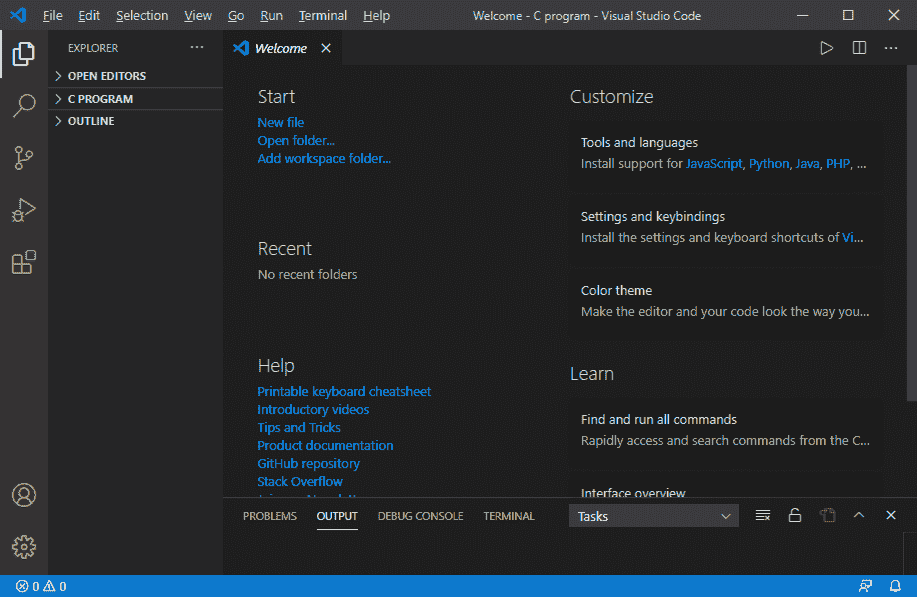 File Edit Selection View Go Run Terminal Help Welcome - C program - Visual Studio Code
EXPLORER
OPEN EDITORS
C PROGRAM
OUTLINE
Welcome
Start
New file
Open folder...
Add workspace folder...
Recent
No recent folders
Help
Printable keyboard cheatsheet
Introductory videos
Tips and Tricks
Product documentation
GitHub repository
Stack Overflow
Customize
Tools and languages
Install support for JavaScript, Python, Java, PHP, ...
Settings and keybindings
Install the settings and keyboard shortcuts of Vi...
Color theme
Make the editor and your code look the way you...
Learn
Find and run all commands
Rapidly access and search commands from the C...
Interface overview
PROBLEMS OUTPUT DEBUG CONSOLE TERMINAL Tasks
0 0